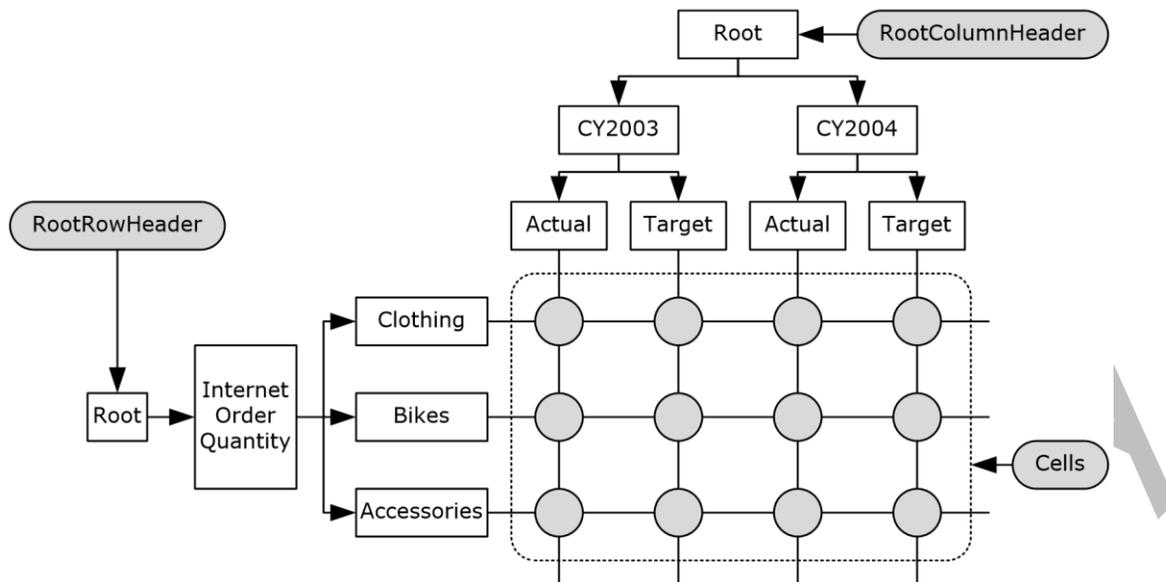 Root
RootColumnHeader
CY2003
CY2004
RootRowHeader
Actual
Target
Actual
Target
Clothing
Internet
Order
Quantity
Root
Bikes
Cells
Accessories